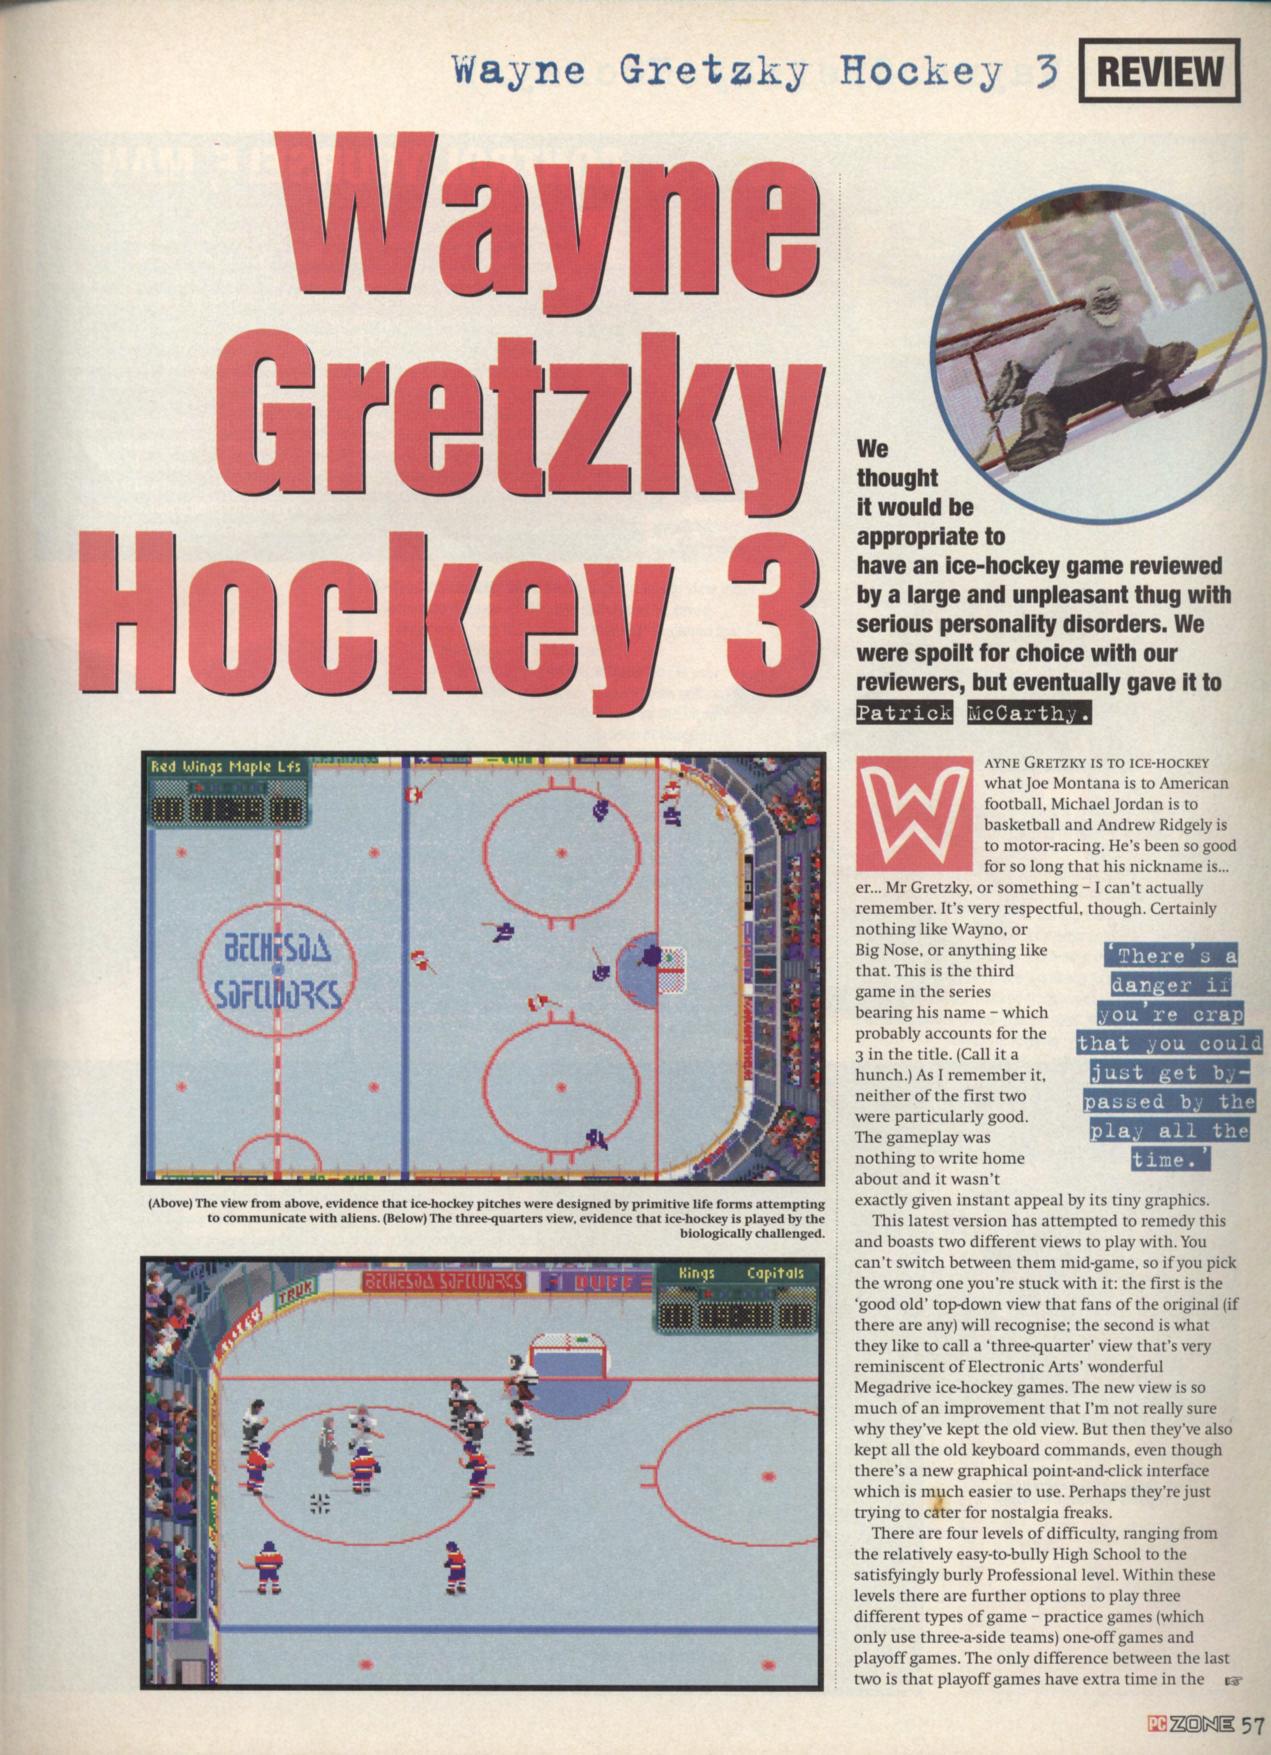 Wayne Gretzky Hockey 3 REVIEW
Wayne
Gretzky
Hockey 3
We
thought
it would be
appropriate to
have an ice-hockey game reviewed
by a large and unpleasant thug with
serious personality disorders. We
were spoilt for choice with our
reviewers, but eventually gave it to
Patrick McCarthy.
Red Wings Maple Lfs
BETHESDA
SOFTWORKS
(Above) The view from above, evidence that ice-hockey pitches were designed by primitive life forms attempting
to communicate with aliens. (Below) The three-quarters view, evidence that ice-hockey is played by the
biologically challenged.
BETHESDA SOFTWORKS
DUFF
Kings Capitals
WAYNE GRETZKY IS TO ICE-HOCKEY
what Joe Montana is to American
football, Michael Jordan is to
basketball and Andrew Ridgely is
to motor-racing. He's been so good
for so long that his nickname is...
er... Mr Gretzky, or something – I can't actually
remember. It's very respectful, though. Certainly
nothing like Wayno, or
Big Nose, or anything like
that. This is the third
game in the series
bearing his name – which
probably accounts for the
3 in the title. (Call it a
hunch.) As I remember it,
neither of the first two
were particularly good.
The gameplay was
nothing to write home
about and it wasn't
exactly given instant appeal by its tiny graphics.
This latest version has attempted to remedy this
and boasts two different views to play with. You
can't switch between them mid-game, so if you pick
the wrong one you're stuck with it: the first is the
'good old' top-down view that fans of the original (if
there are any) will recognise; the second is what
they like to call a 'three-quarter' view that's very
reminiscent of Electronic Arts' wonderful
Megadrive ice-hockey games. The new view is so
much of an improvement that I'm not really sure
why they've kept the old view. But then they've also
kept all the old keyboard commands, even though
there's a new graphical point-and-click interface
which is much easier to use. Perhaps they're just
trying to cater for nostalgia freaks.
There are four levels of difficulty, ranging from
the relatively easy-to-bully High School to the
satisfyingly burly Professional level. Within these
levels there are further options to play three
different types of game – practice games (which
only use three-a-side teams) one-off games and
playoff games. The only difference between the last
two is that playoff games have extra time in the
'There's a
danger if
you're crap
that you could
just get by-
passed by the
play all the
time.'
PC ZONE 57